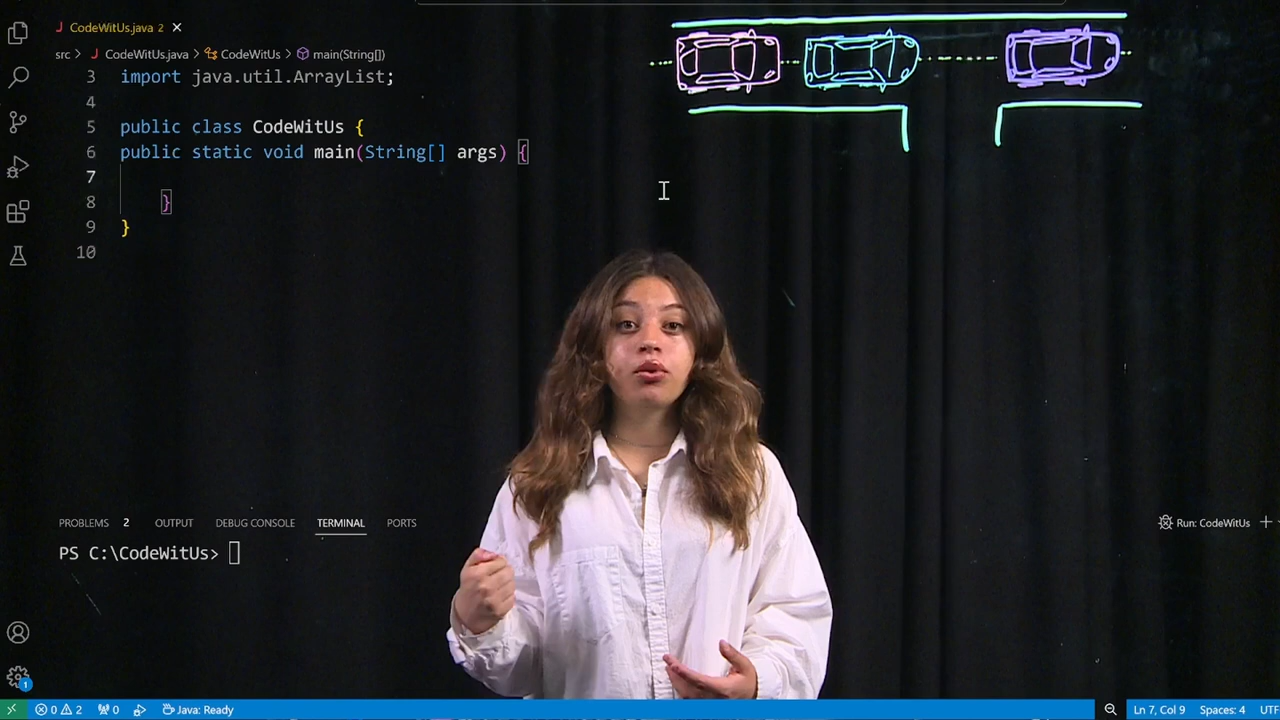 CodeWitUs.java 2
src > CodeWitUs.java > CodeWitUs > main(String[])
3 import java.util.ArrayList;
4
5 public class CodeWitUs {
6 public static void main(String[] args) {
7
8 }
9 }
10
PROBLEMS 2 OUTPUT DEBUG CONSOLE TERMINAL PORTS
Run: CodeWitUs
PS C:\CodeWitUs>
1
0 2 0 Java: Ready Ln 7, Col 9 Spaces: 4 UTF